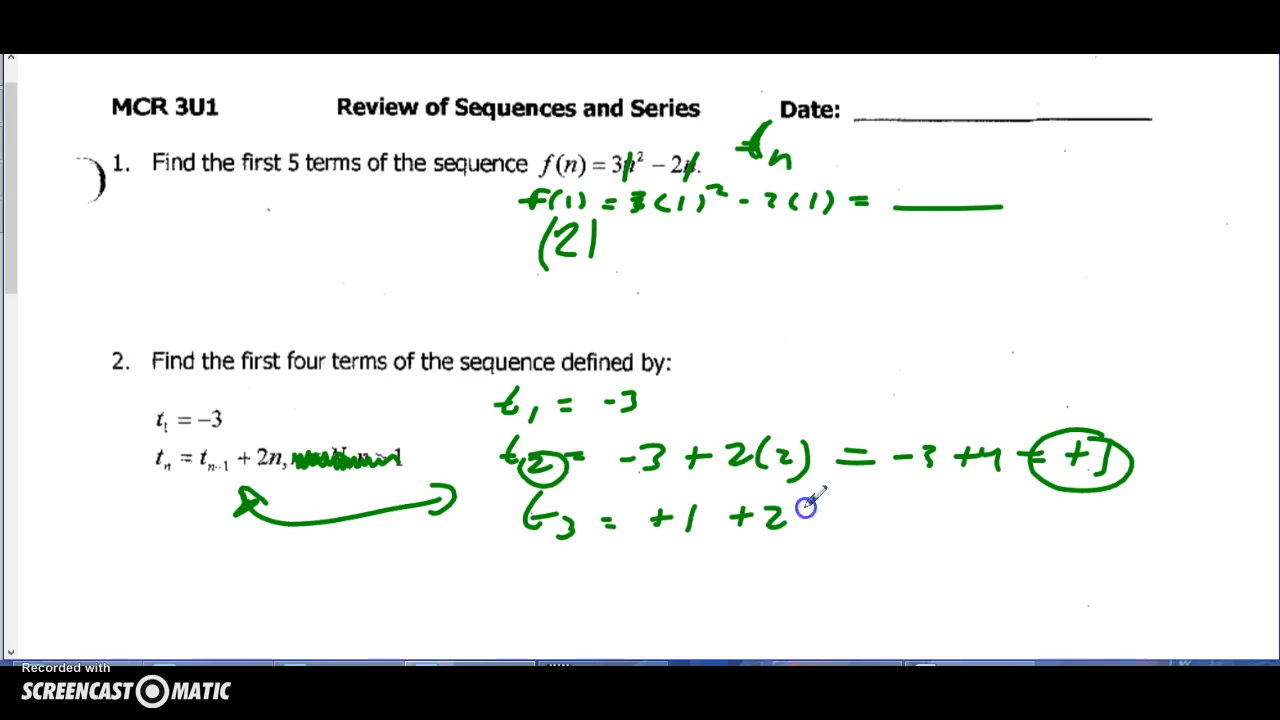 MCR 3U1 Review of Sequences and Series Date:
tn
1. Find the first 5 terms of the sequence f(n) = 3n² − 2n.
f(1) = 3(1)² - 2(1) =
(2)
2. Find the first four terms of the sequence defined by:
t₁ = -3
t₁ = −3
t₂ = -3 + 2(2) = -3 + 4 = +1
tₙ = tₙ₋₁ + 2n,
t₃ = +1 + 2
Recorded with
SCREENCAST MATIC